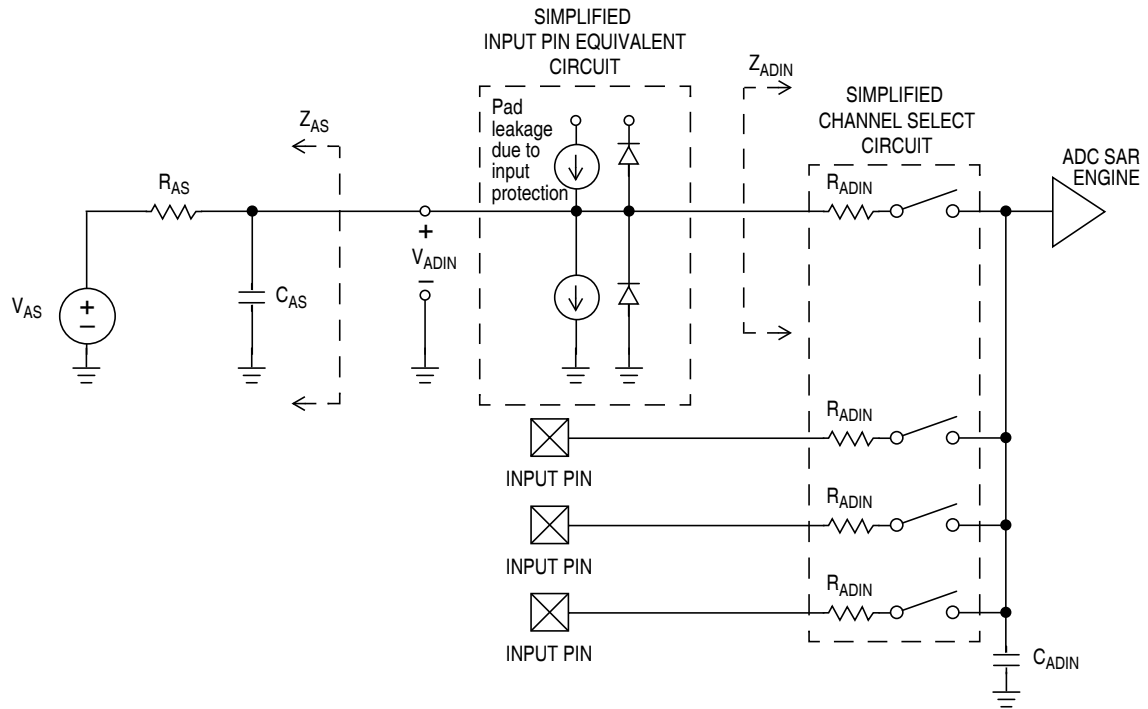 SIMPLIFIED
INPUT PIN EQUIVALENT
CIRCUIT
Pad
leakage
due to
input
protection
Z_ADIN
SIMPLIFIED
CHANNEL SELECT
CIRCUIT
ADC SAR
ENGINE
Z_AS
R_AS
R_ADIN
+
V_ADIN
–
V_AS
+
–
C_AS
R_ADIN
INPUT PIN
R_ADIN
INPUT PIN
R_ADIN
INPUT PIN
C_ADIN